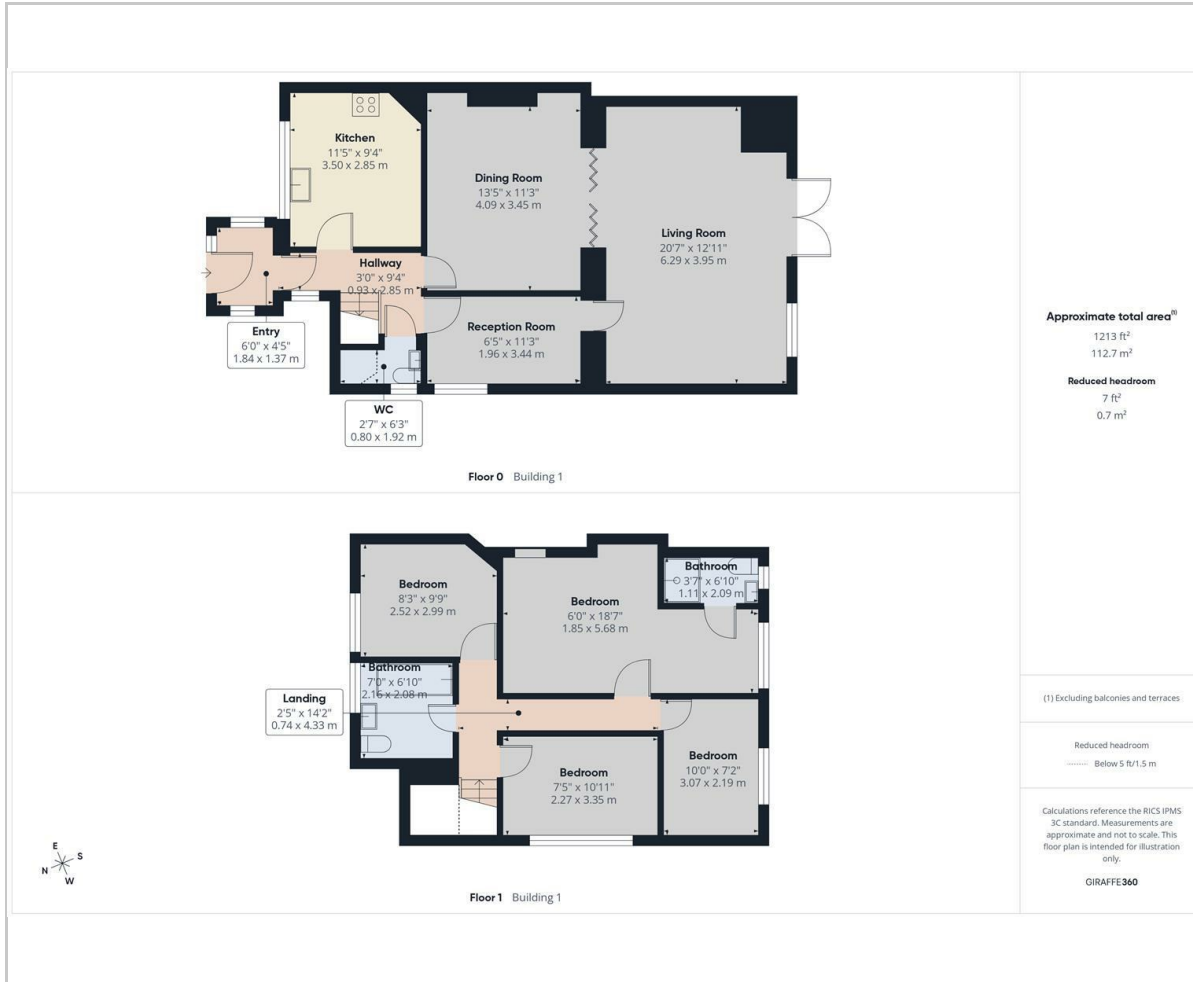 Kitchen
11'5" x 9'4"
3.50 x 2.85 m
Dining Room
13'5" x 11'3"
4.09 x 3.45 m
Living Room
20'7" x 12'11"
6.29 x 3.95 m
Hallway
3'0" x 9'4"
0.93 x 2.85 m
Reception Room
6'5" x 11'3"
1.96 x 3.44 m
Entry
6'0" x 4'5"
1.84 x 1.37 m
WC
2'7" x 6'3"
0.80 x 1.92 m
Floor 0 Building 1
Bedroom
8'3" x 9'9"
2.52 x 2.99 m
Bedroom
6'0" x 18'7"
1.85 x 5.68 m
Bathroom
3'7" x 6'10"
1.11 x 2.09 m
Bathroom
7'0" x 6'10"
2.16 x 2.08 m
Landing
2'5" x 14'2"
0.74 x 4.33 m
Bedroom
7'5" x 10'11"
2.27 x 3.35 m
Bedroom
10'0" x 7'2"
3.07 x 2.19 m
E
S
N
W
Floor 1 Building 1
Approximate total area(1)
1213 ft²
112.7 m²
Reduced headroom
7 ft²
0.7 m²
(1) Excluding balconies and terraces
Reduced headroom
Below 5 ft/1.5 m
Calculations reference the RICS IPMS
3C standard. Measurements are
approximate and not to scale. This
floor plan is intended for illustration
only.
GIRAFFE360